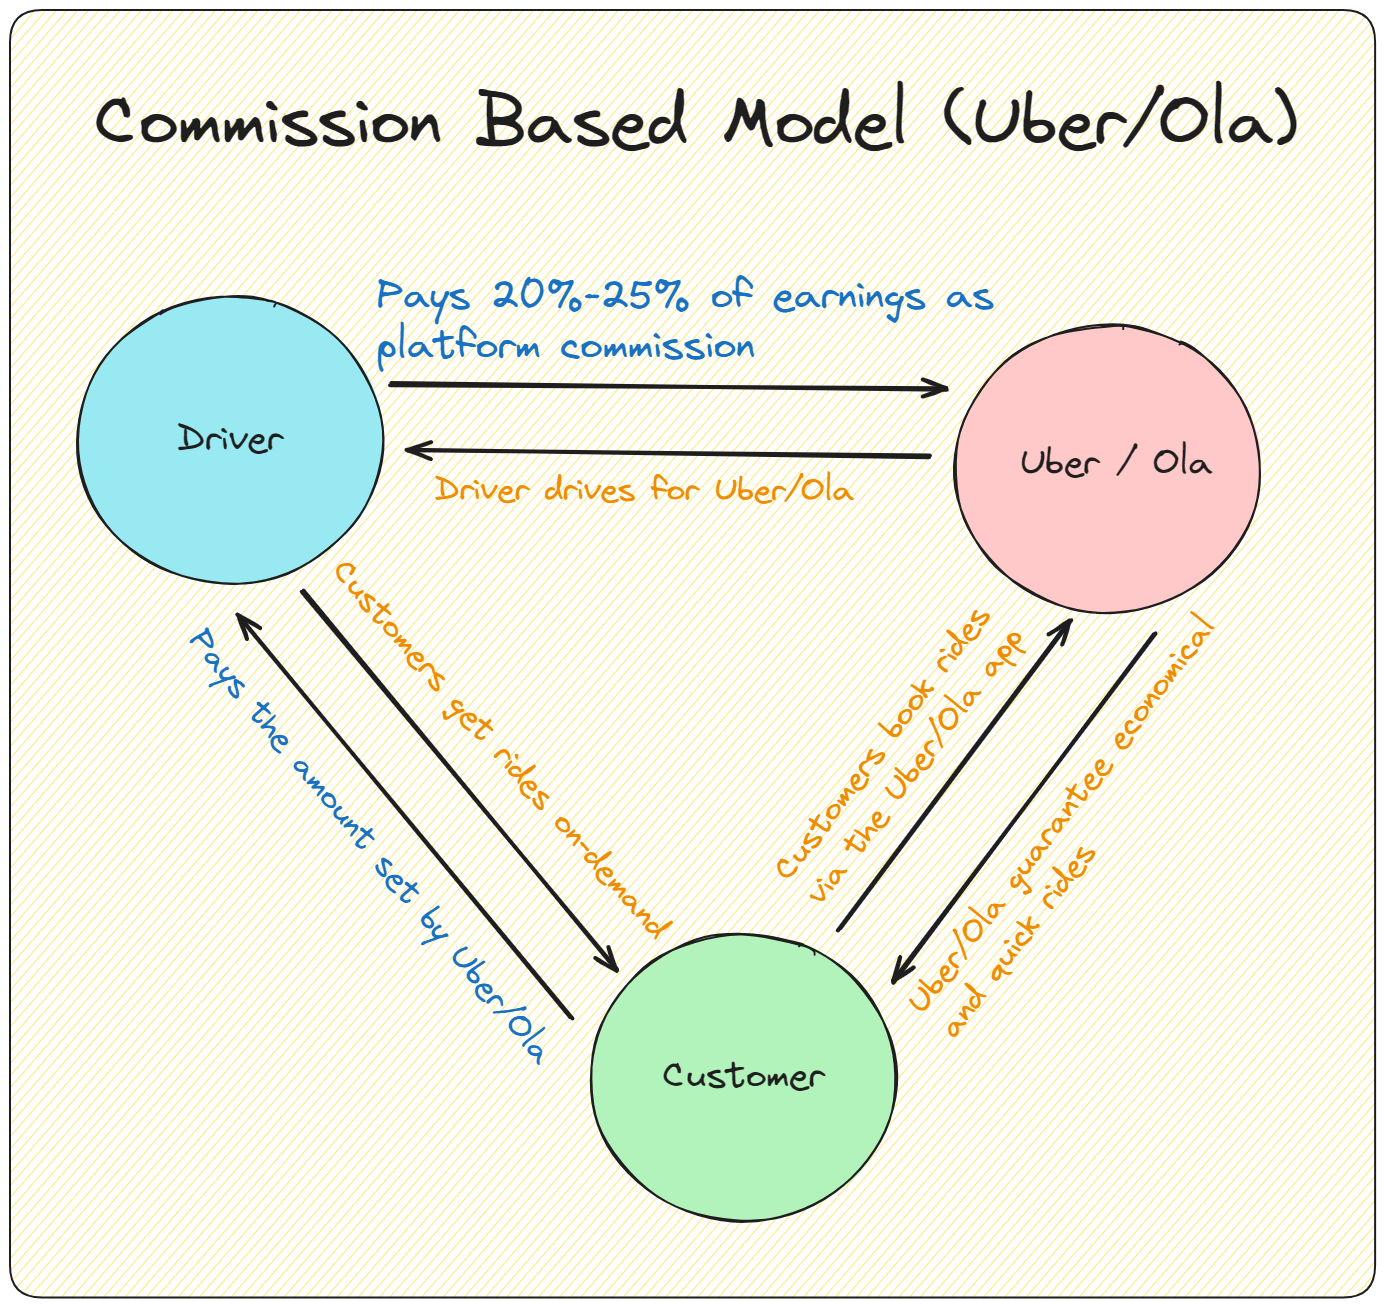 Commission Based Model (Uber/Ola)
Pays 20%-25% of earnings as
platform commission
Driver
Uber / Ola
Driver drives for Uber/Ola
Customers get rides on-demand
Pays the amount set by Uber/Ola
Customers book rides
via the Uber/Ola app
Uber/Ola guarantee economical
and quick rides
Customer